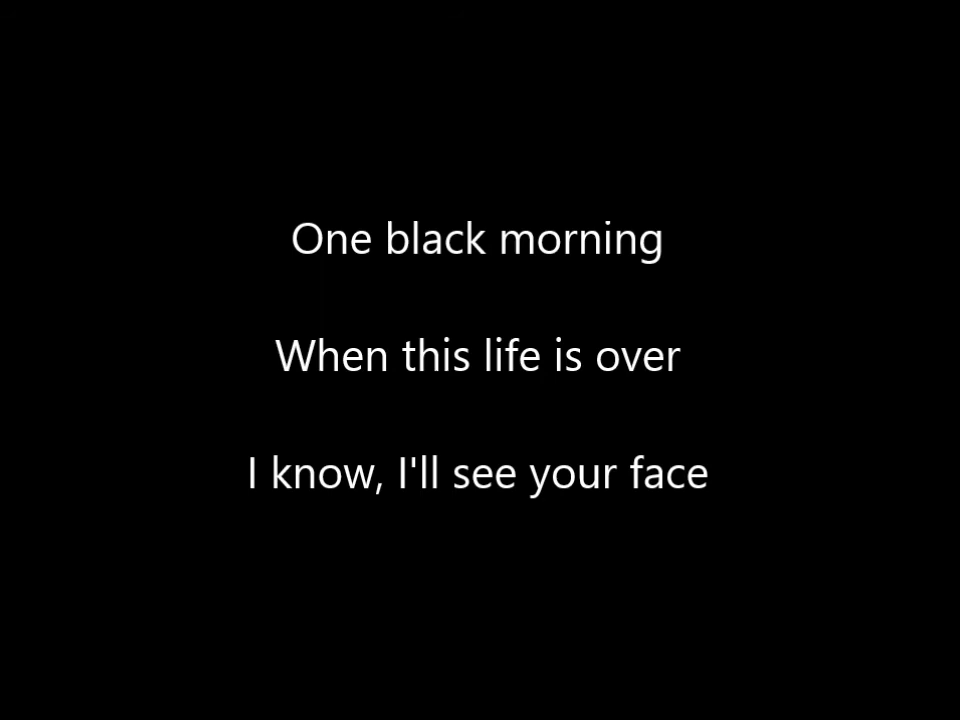 One black morning
When this life is over
I know, I'll see your face